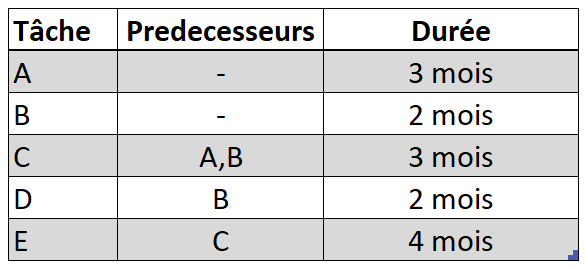 Tâche Predecesseurs Durée
A - 3 mois
B - 2 mois
C A,B 3 mois
D B 2 mois
E C 4 mois